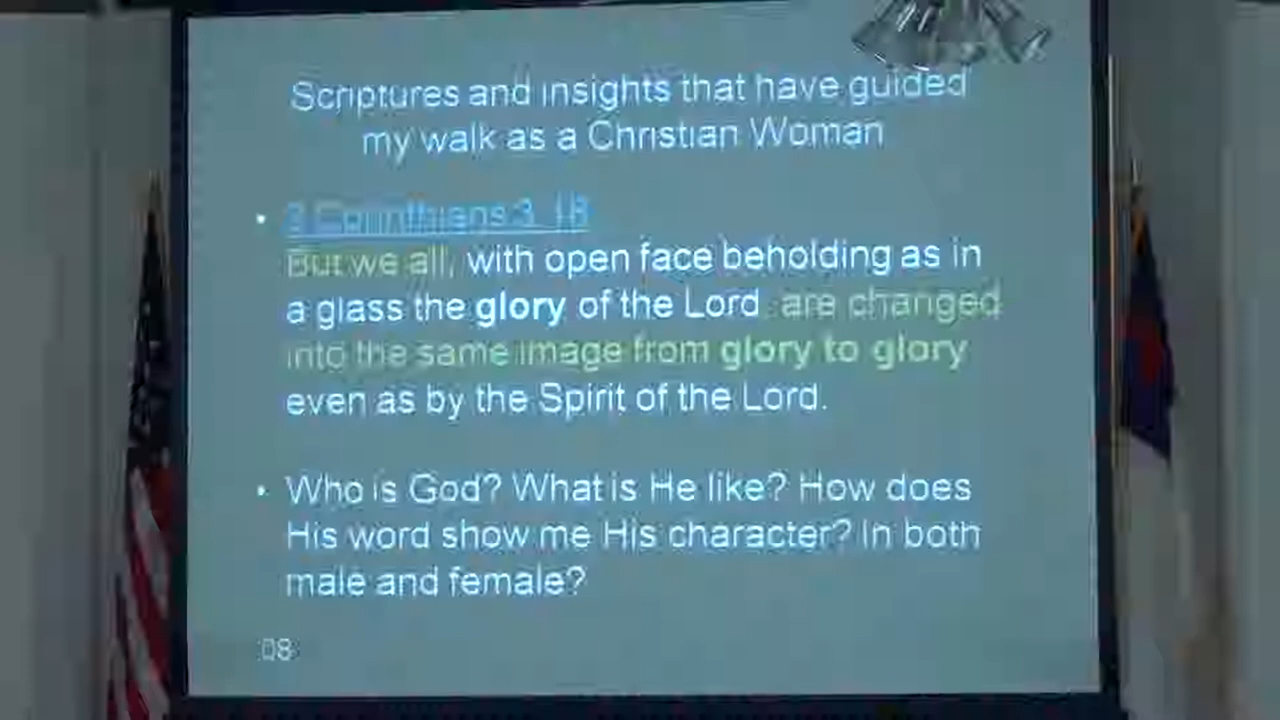 Scriptures and insights that have guided
my walk as a Christian Woman
• 2 Corinthians 3 18
But we all, with open face beholding as in
a glass the glory of the Lord, are changed
into the same image from glory to glory
even as by the Spirit of the Lord.
• Who is God? What is He like? How does
His word show me His character? In both
male and female?
08